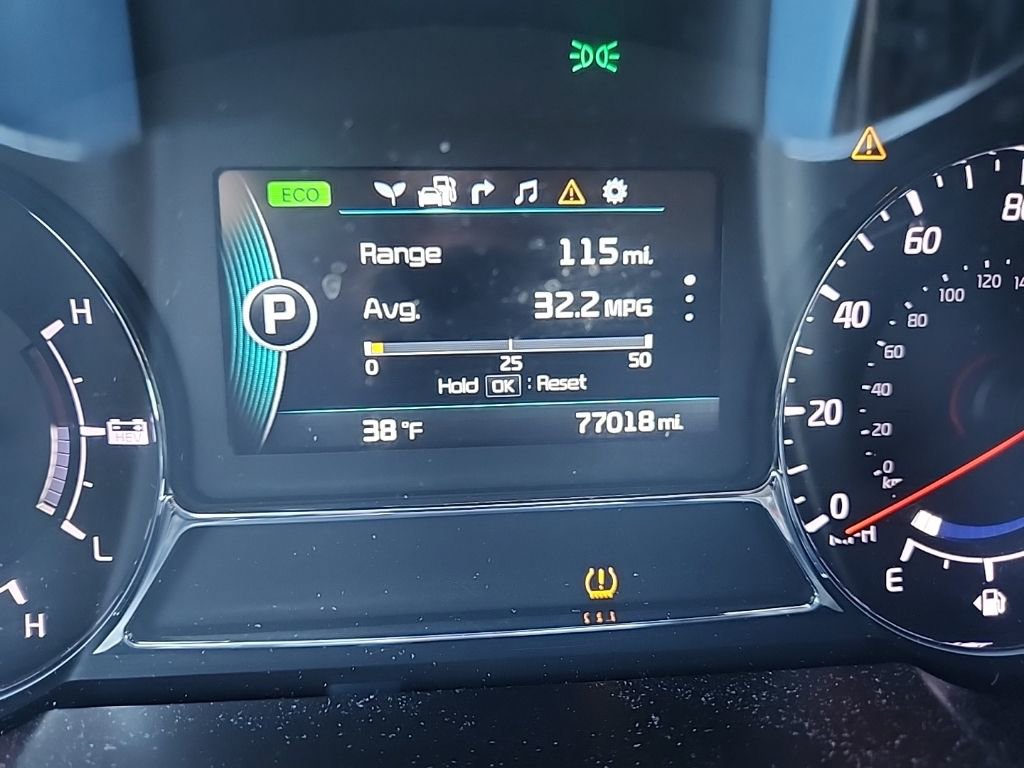 ECO
Range 115 mi.
Avg. 32.2 MPG
0 25 50
Hold OK : Reset
38 °F 77018 mi.
P
H
HEV
L
H
80
60
40
20
0
MPH
120
100
80
60
40
20
0
E